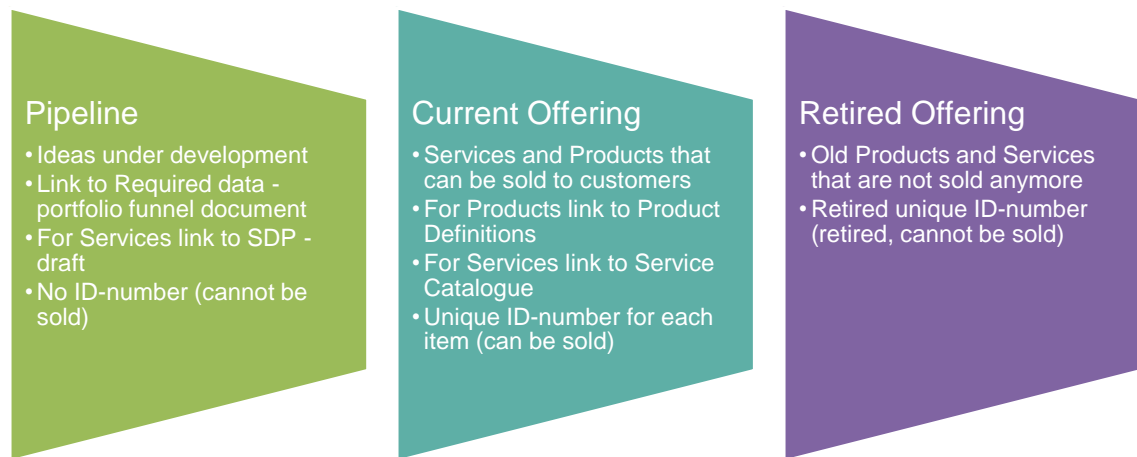 Pipeline
• Ideas under development
• Link to Required data -
portfolio funnel document
• For Services link to SDP -
draft
• No ID-number (cannot be
sold)
Current Offering
• Services and Products that
can be sold to customers
• For Products link to Product
Definitions
• For Services link to Service
Catalogue
• Unique ID-number for each
item (can be sold)
Retired Offering
• Old Products and Services
that are not sold anymore
• Retired unique ID-number
(retired, cannot be sold)